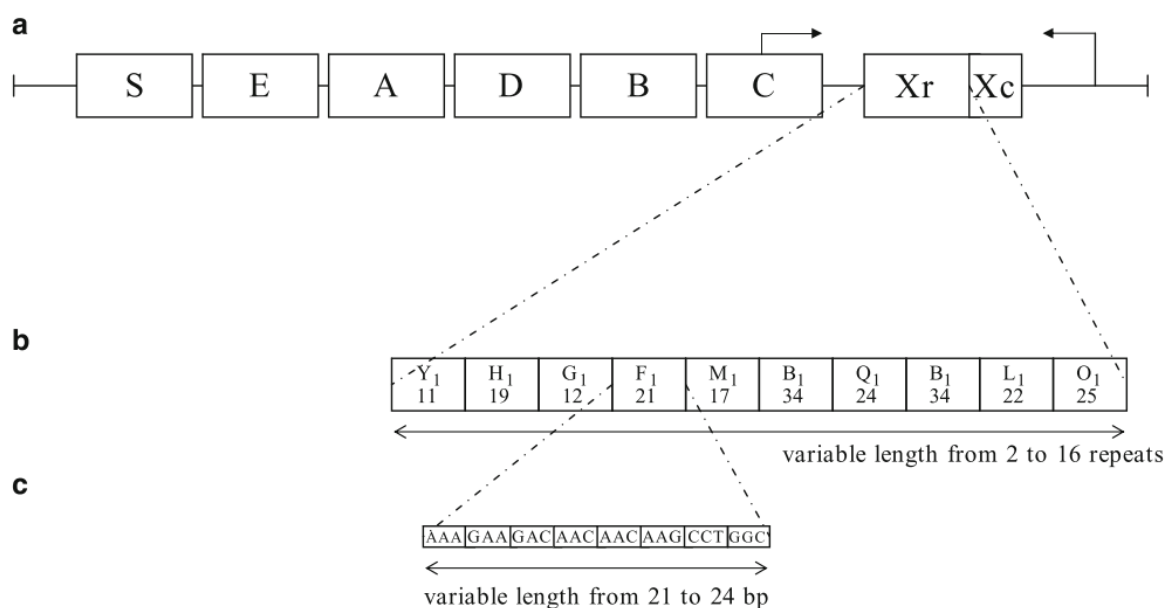 a
S E A D B C Xr Xc
b
Y1 H1 G1 F1 M1 B1 Q1 B1 L1 O1
11 19 12 21 17 34 24 34 22 25
variable length from 2 to 16 repeats
c
AAA GAA GAC AAC AAC AAG CCT GGC
variable length from 21 to 24 bp